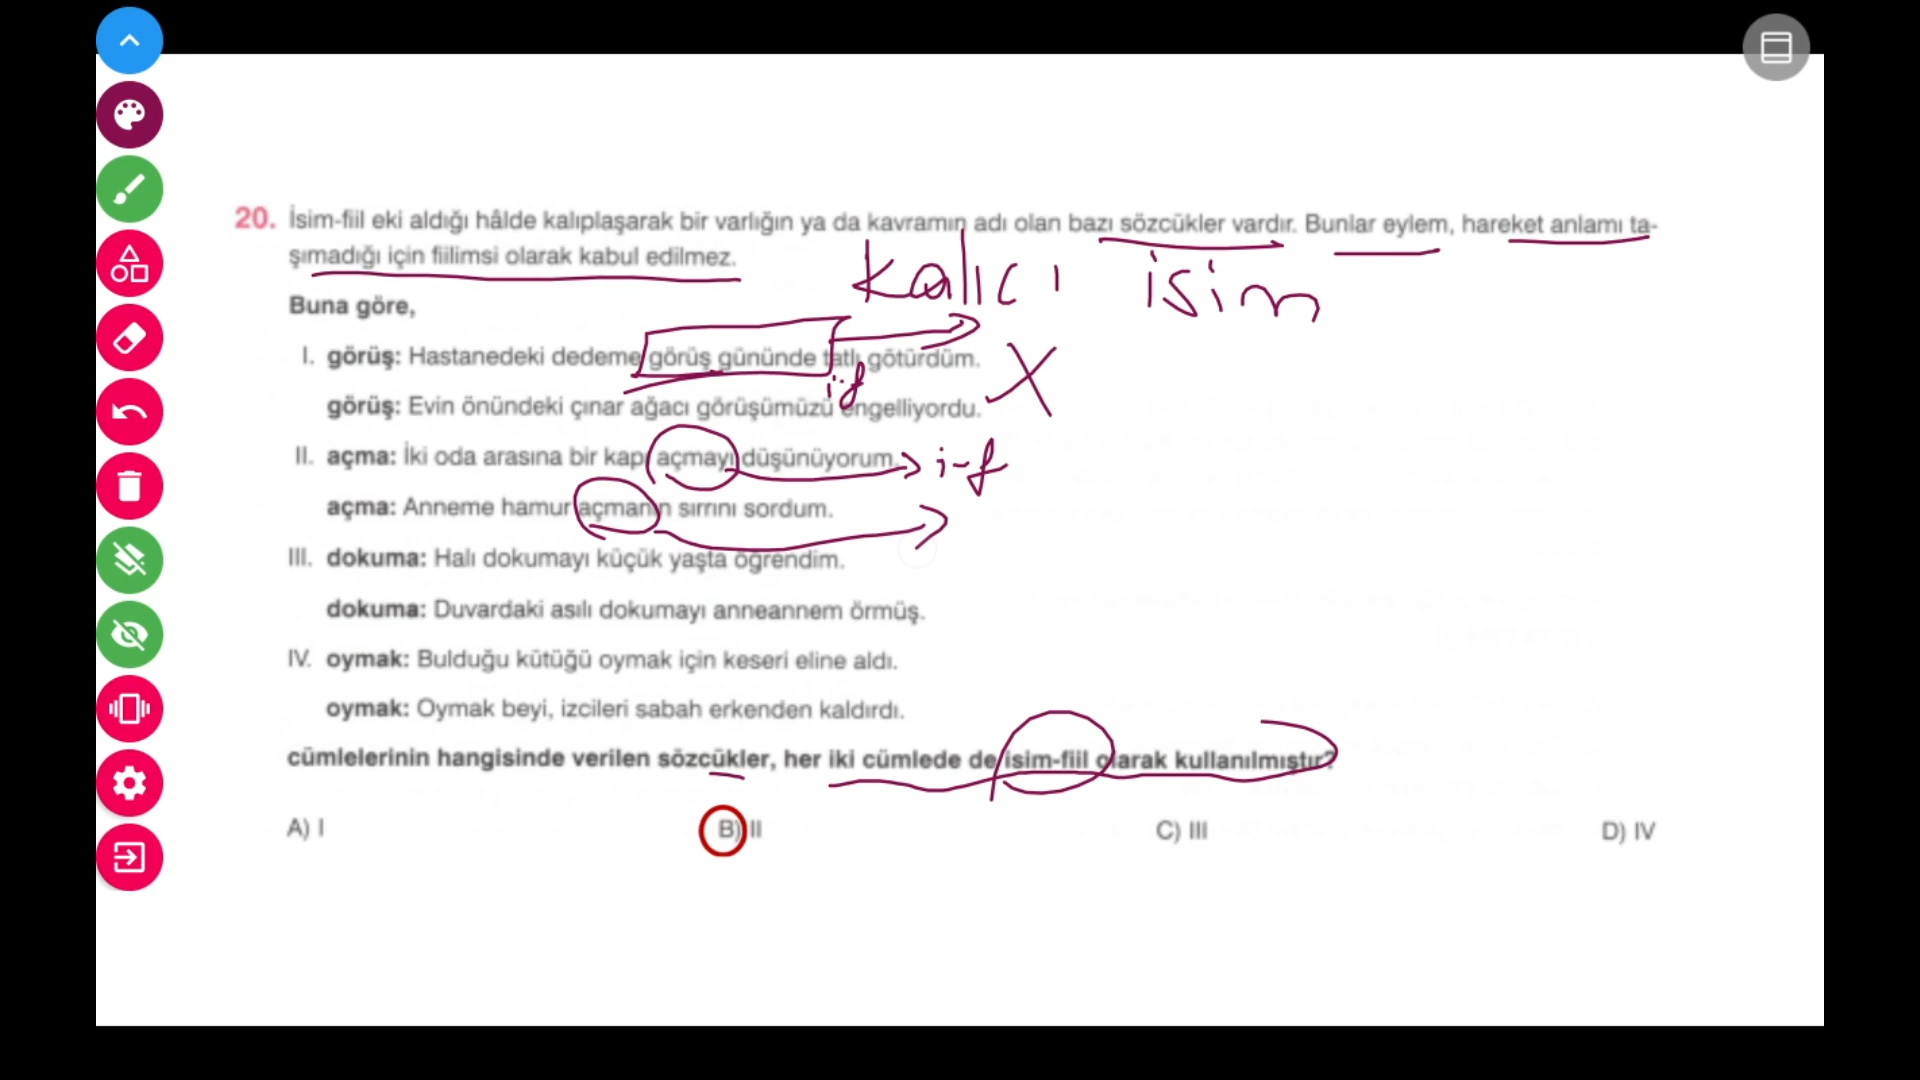 20. İsim-fiil eki aldığı hâlde kalıplaşarak bir varlığın ya da kavramın adı olan bazı sözcükler vardır. Bunlar eylem, hareket anlamı ta-
şımadığı için fiilimsi olarak kabul edilmez.
kalıcı isim
Buna göre,
I. görüş: Hastanedeki dedeme görüş gününde tatlı götürdüm.
i-f
X
görüş: Evin önündeki çınar ağacı görüşümüzü engelliyordu.
II. açma: İki oda arasına bir kapı açmayı düşünüyorum. i-f
açma: Anneme hamur açmanın sırrını sordum.
III. dokuma: Halı dokumayı küçük yaşta öğrendim.
dokuma: Duvardaki asılı dokumayı anneannem örmüş.
IV. oymak: Bulduğu kütüğü oymak için keseri eline aldı.
oymak: Oymak beyi, izcileri sabah erkenden kaldırdı.
cümlelerinin hangisinde verilen sözcükler, her iki cümlede de isim-fiil olarak kullanılmıştır?
A) I B) II C) III D) IV